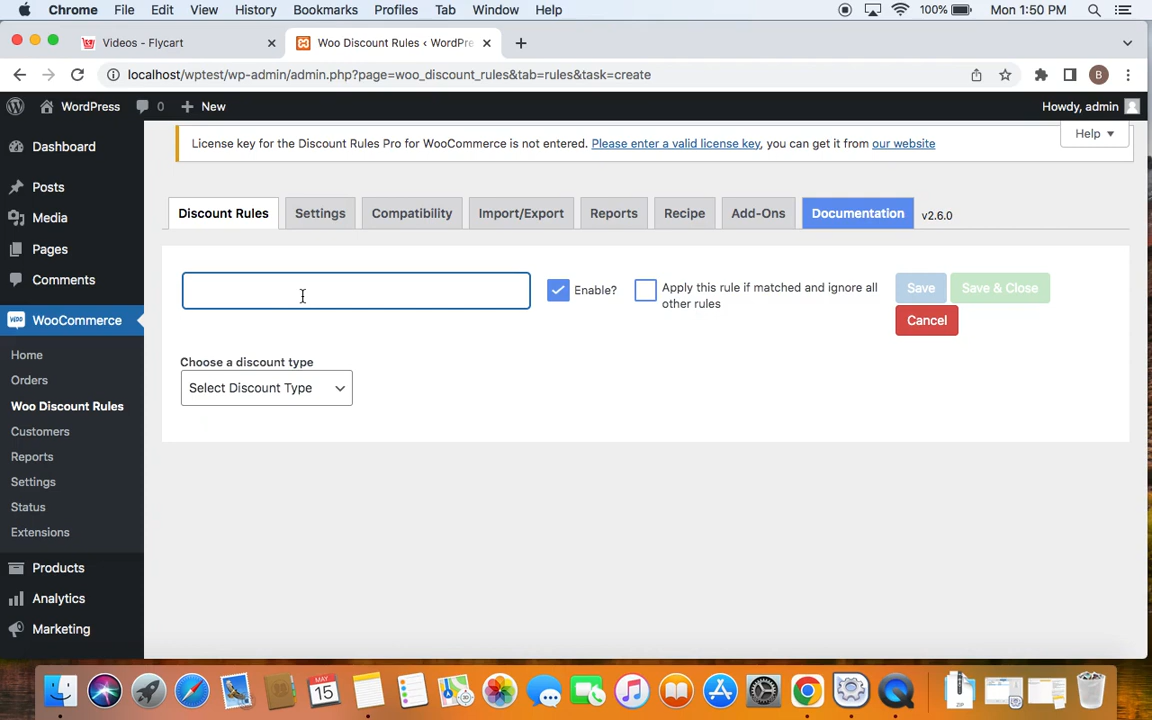 Chrome File Edit View History Bookmarks Profiles Tab Window Help 100% Mon 1:50 PM
Videos - Flycart Woo Discount Rules ‹ WordPre
localhost/wptest/wp-admin/admin.php?page=woo_discount_rules&tab=rules&task=create B
WordPress 0 New Howdy, admin
Help
License key for the Discount Rules Pro for WooCommerce is not entered. Please enter a valid license key, you can get it from our website
Dashboard
Posts
Media
Pages
Comments
WooCommerce
Home
Orders
Woo Discount Rules
Customers
Reports
Settings
Status
Extensions
Products
Analytics
Marketing
Discount Rules Settings Compatibility Import/Export Reports Recipe Add-Ons Documentation v2.6.0
Enable? Apply this rule if matched and ignore all
other rules
Save Save & Close
Cancel
Choose a discount type
Select Discount Type
MAY
15
ZIP